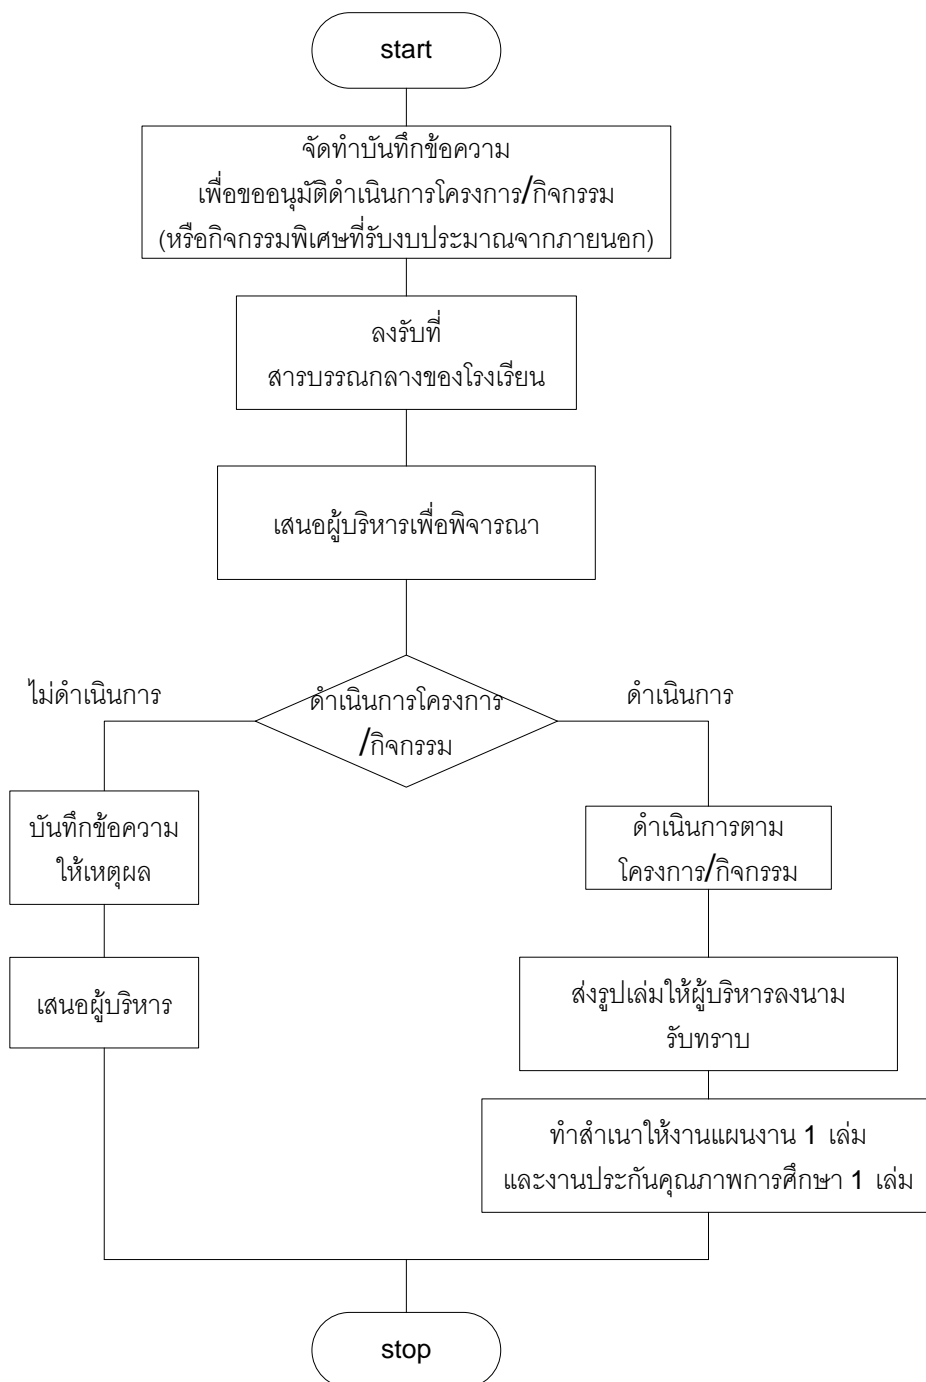 start
จัดทำบันทึกข้อความ
เพื่อขออนุมัติดำเนินการโครงการ/กิจกรรม
(หรือกิจกรรมพิเศษที่รับงบประมาณจากภายนอก)
ลงรับที่
สารบรรณกลางของโรงเรียน
เสนอผู้บริหารเพื่อพิจารณา
ไม่ดำเนินการ
ดำเนินการโครงการ
/กิจกรรม
ดำเนินการ
บันทึกข้อความ
ให้เหตุผล
เสนอผู้บริหาร
ดำเนินการตาม
โครงการ/กิจกรรม
ส่งรูปเล่มให้ผู้บริหารลงนาม
รับทราบ
ทำสำเนาให้งานแผนงาน 1 เล่ม
และงานประกันคุณภาพการศึกษา 1 เล่ม
stop